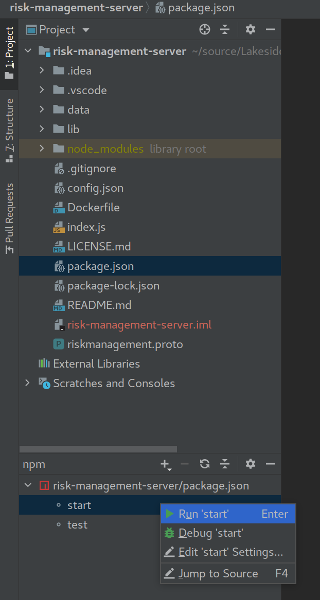 risk-management-server package.json
1: Project
Project
risk-management-server ~/source/Lakeside
.idea
.vscode
data
lib
node_modules library root
.gitignore
config.json
Dockerfile
index.js
LICENSE.md
package.json
package-lock.json
README.md
risk-management-server.iml
riskmanagement.proto
External Libraries
Scratches and Consoles
Z: Structure
Pull Requests
npm
risk-management-server/package.json
start
test
Run 'start' Enter
Debug 'start'
Edit 'start' Settings...
Jump to Source F4